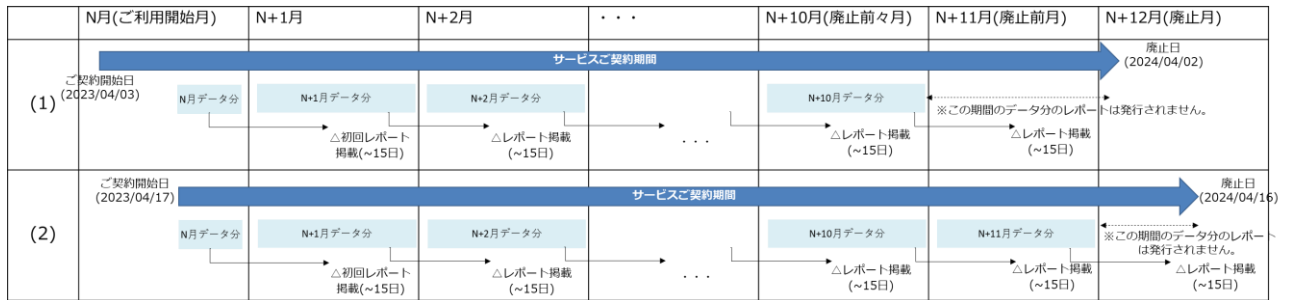 N月(ご利用開始月)
N+1月
N+2月
・・・
N+10月(廃止前々月)
N+11月(廃止前月)
N+12月(廃止月)
(1)
サービスご契約期間
ご契約開始日
(2023/04/03)
廃止日
(2024/04/02)
N月データ分
N+1月データ分
N+2月データ分
N+10月データ分
※この期間のデータ分のレポートは発行されません。
△初回レポート
掲載(~15日)
△レポート掲載
(~15日)
・・・
△レポート掲載
(~15日)
△レポート掲載
(~15日)
(2)
ご契約開始日
(2023/04/17)
サービスご契約期間
廃止日
(2024/04/16)
N月データ分
N+1月データ分
N+2月データ分
N+10月データ分
N+11月データ分
※この期間のデータ分のレポート
は発行されません。
△初回レポート
掲載(~15日)
△レポート掲載
(~15日)
・・・
△レポート掲載
(~15日)
△レポート掲載
(~15日)
△レポート掲載
(~15日)